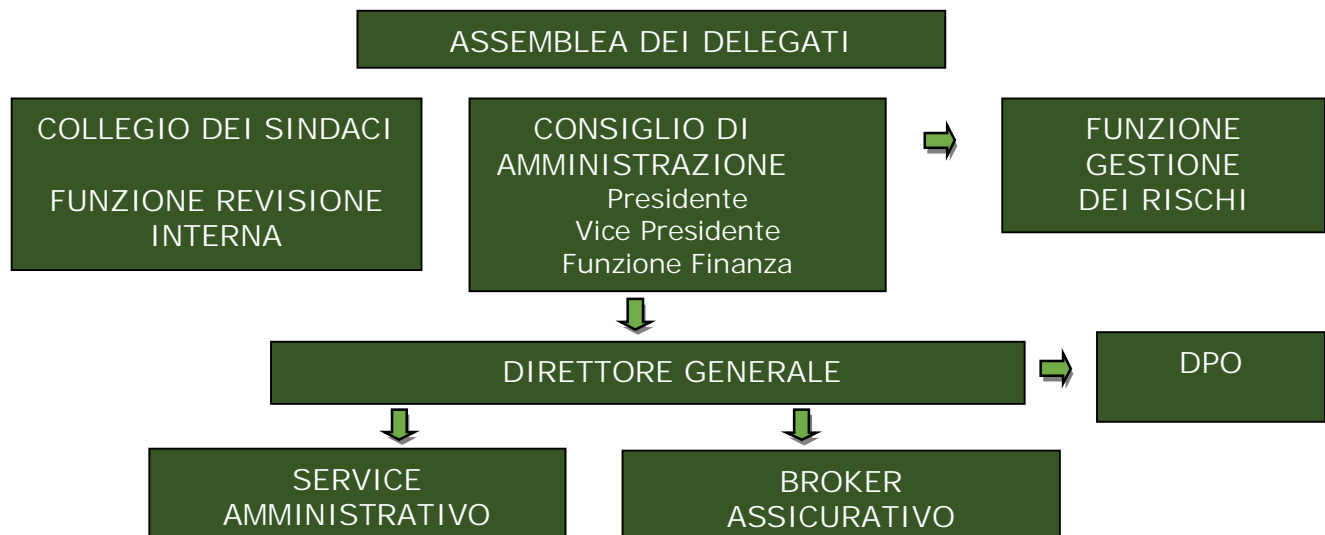 ASSEMBLEA DEI DELEGATI
COLLEGIO DEI SINDACI
FUNZIONE REVISIONE
INTERNA
CONSIGLIO DI
AMMINISTRAZIONE
Presidente
Vice Presidente
Funzione Finanza
FUNZIONE
GESTIONE
DEI RISCHI
DIRETTORE GENERALE
DPO
SERVICE
AMMINISTRATIVO
BROKER
ASSICURATIVO